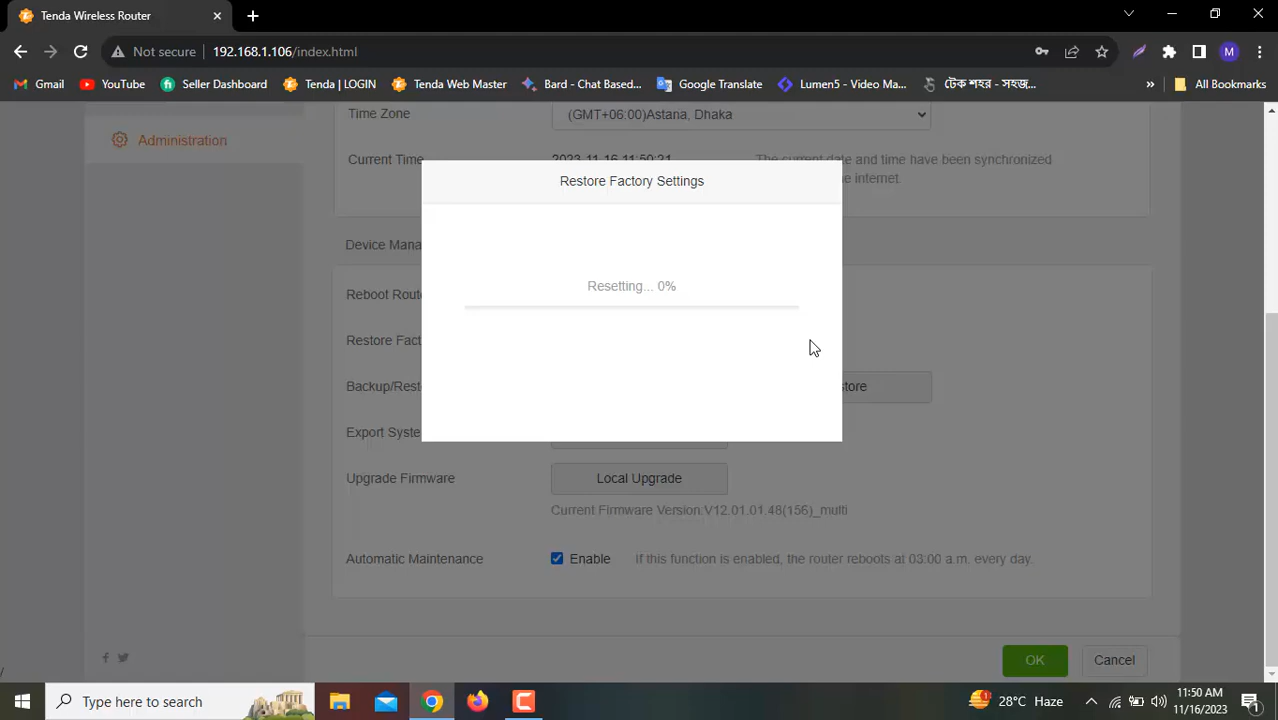 Tenda Wireless Router
Not secure 192.168.1.106/index.html
M
Gmail YouTube Seller Dashboard Tenda | LOGIN Tenda Web Master Bard - Chat Based... Google Translate Lumen5 - Video Ma... টেক শহর - সহজ... » All Bookmarks
Time Zone (GMT+06:00)Astana, Dhaka
Administration
Current Time 2023-11-16 11:50:21 The current date and time have been synchronized
e internet.
Restore Factory Settings
Device Mana
Resetting... 0%
Reboot Route
Restore Fact
Backup/Resto store
Export Syste
Upgrade Firmware Local Upgrade
Current Firmware Version:V12.01.01.48(156)_multi
Automatic Maintenance Enable If this function is enabled, the router reboots at 03:00 a.m. every day.
OK Cancel
Type here to search
1 28°C Haze 11:50 AM
11/16/2023 1